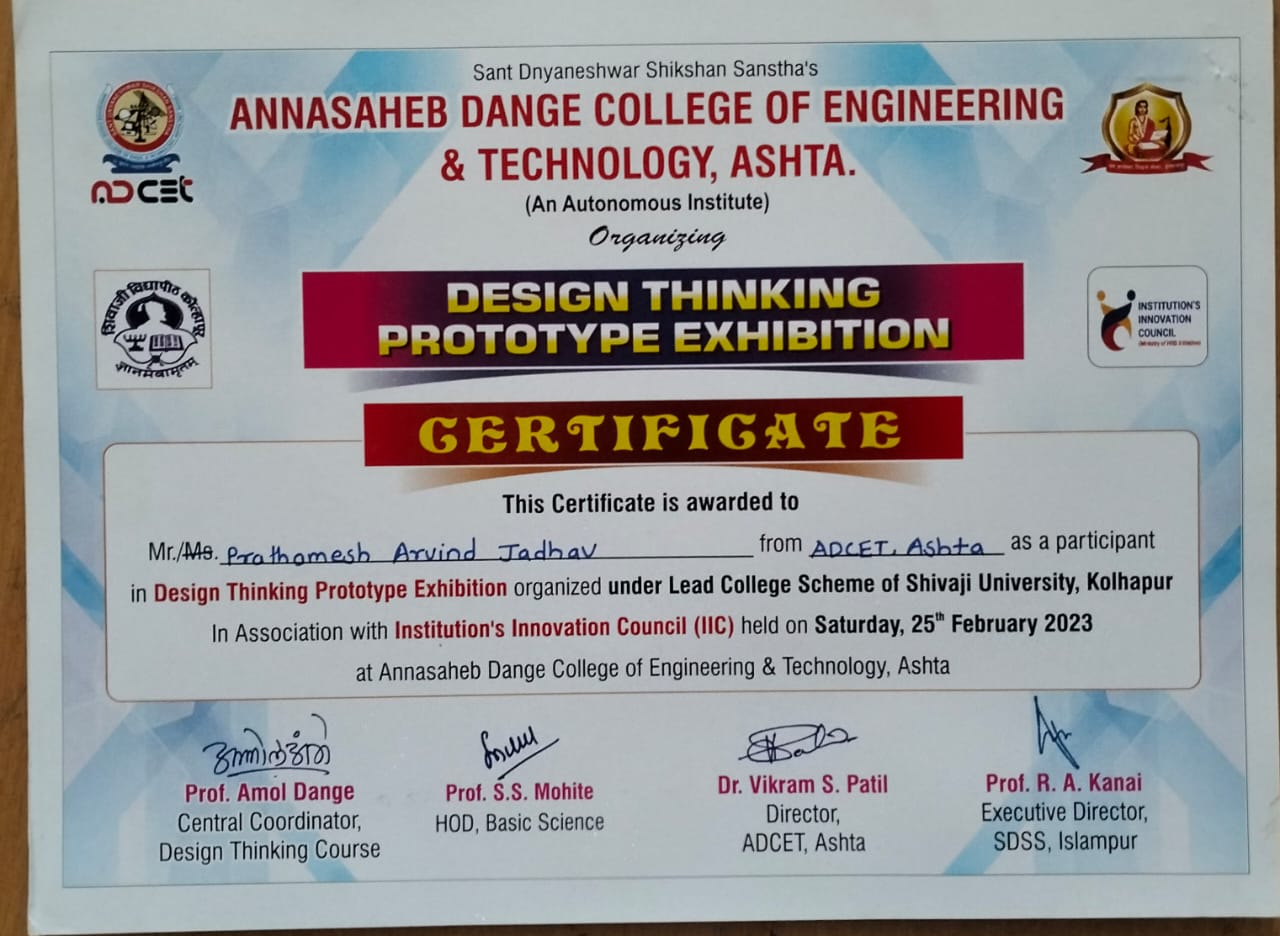 Sant Dnyaneshwar Shikshan Sanstha's
ANNASAHEB DANGE COLLEGE OF ENGINEERING
& TECHNOLOGY, ASHTA.
(An Autonomous Institute)
Organizing
ADCET
शिवाजी विद्यापीठ कोल्हापूर
ज्ञानमेवामृतम्
DESIGN THINKING
PROTOTYPE EXHIBITION
INSTITUTION'S
INNOVATION
COUNCIL
(Ministry of HRD Initiative)
CERTIFICATE
This Certificate is awarded to
Mr./Ms. Prathamesh Arvind Jadhav from ADCET, Ashta as a participant
in Design Thinking Prototype Exhibition organized under Lead College Scheme of Shivaji University, Kolhapur
In Association with Institution's Innovation Council (IIC) held on Saturday, 25th February 2023
at Annasaheb Dange College of Engineering & Technology, Ashta
Prof. Amol Dange
Central Coordinator,
Design Thinking Course
Prof. S.S. Mohite
HOD, Basic Science
Dr. Vikram S. Patil
Director,
ADCET, Ashta
Prof. R. A. Kanai
Executive Director,
SDSS, Islampur